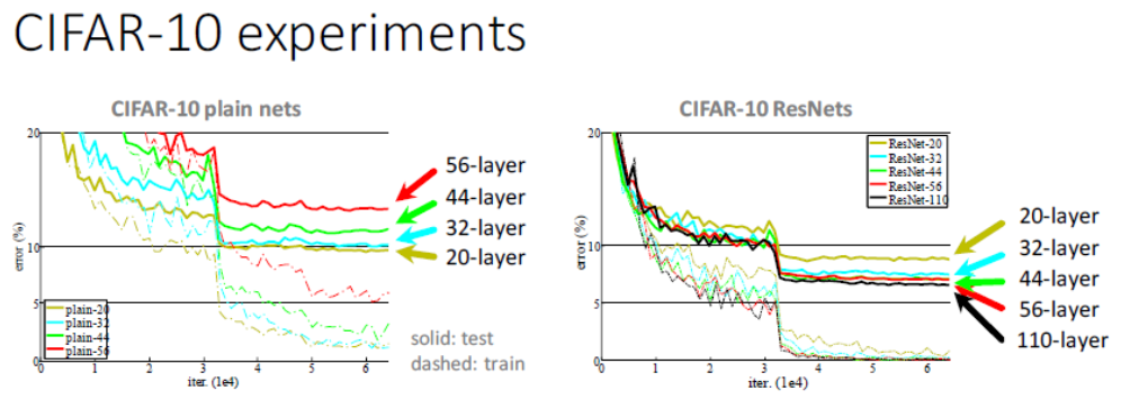 CIFAR-10 experiments
CIFAR-10 plain nets
20
10
5
0
error (%)
0 1 2 3 4 5 6
iter. (1e4)
plain-20
plain-32
plain-44
plain-56
56-layer
44-layer
32-layer
20-layer
solid: test
dashed: train
CIFAR-10 ResNets
20
10
5
0
error (%)
0 1 2 3 4 5 6
iter. (1e4)
ResNet-20
ResNet-32
ResNet-44
ResNet-56
ResNet-110
20-layer
32-layer
44-layer
56-layer
110-layer